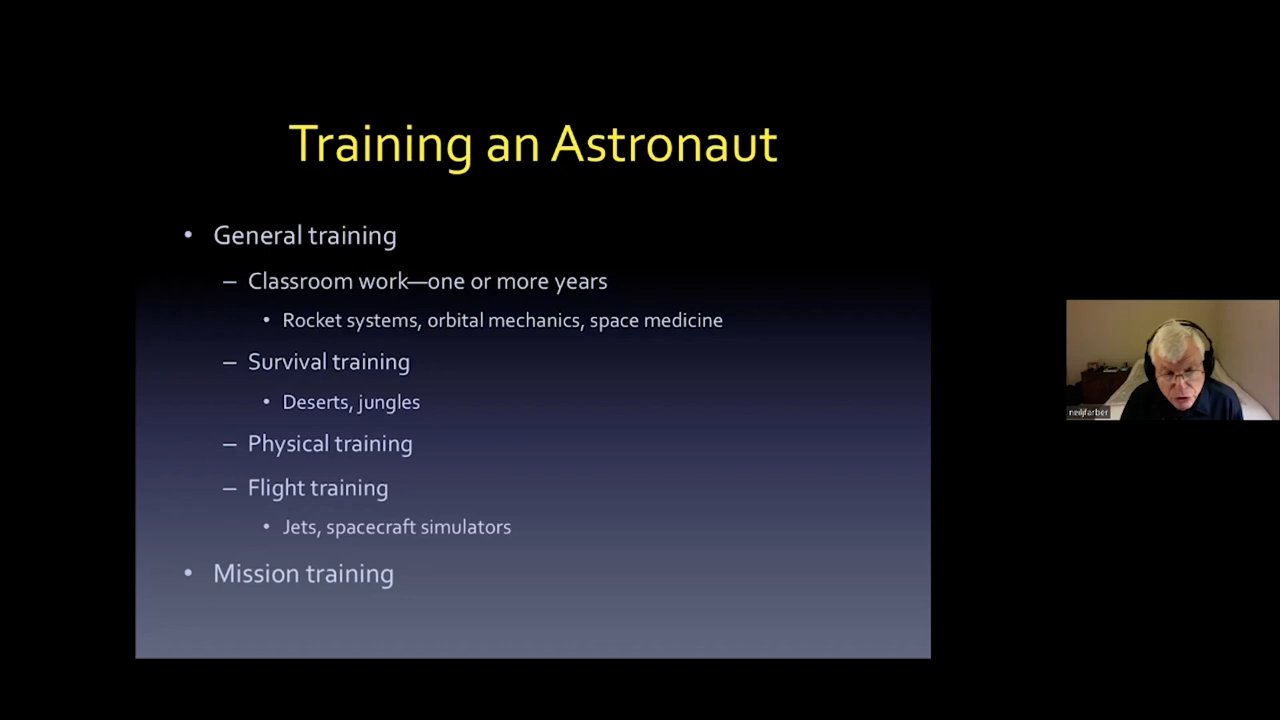 Training an Astronaut
• General training
– Classroom work—one or more years
• Rocket systems, orbital mechanics, space medicine
– Survival training
• Deserts, jungles
– Physical training
– Flight training
• Jets, spacecraft simulators
• Mission training
neiljfarber